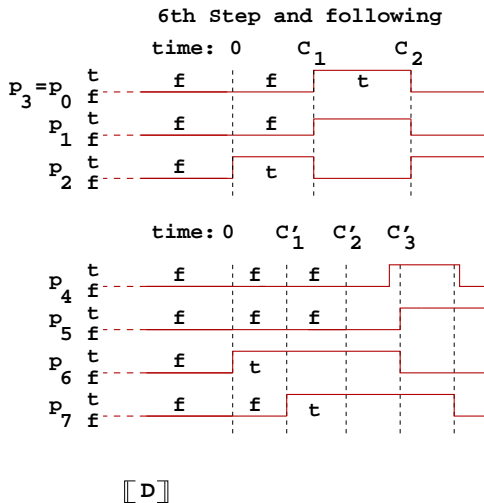 6th Step and following
time: 0 C1 C2
p3=p0 t f f f t
p1 t f f f
p2 t f f t
time: 0 C'1 C'2 C'3
p4 t f f f f
p5 t f f f f
p6 t f f t
p7 t f f f t
⟦D⟧